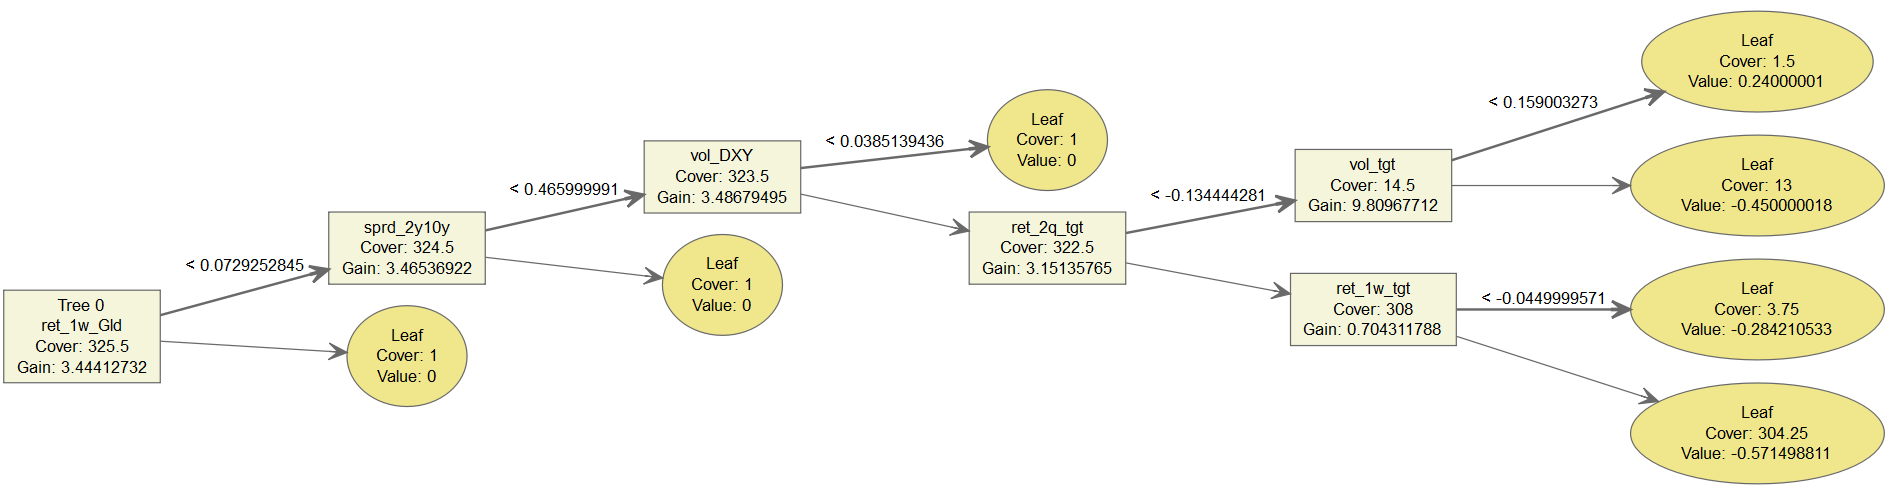 Tree 0
ret_1w_Gld
Cover: 325.5
Gain: 3.44412732
< 0.0729252845
Leaf
Cover: 1
Value: 0
sprd_2y10y
Cover: 324.5
Gain: 3.46536922
< 0.465999991
Leaf
Cover: 1
Value: 0
vol_DXY
Cover: 323.5
Gain: 3.48679495
< 0.0385139436
Leaf
Cover: 1
Value: 0
ret_2q_tgt
Cover: 322.5
Gain: 3.15135765
< -0.134444281
vol_tgt
Cover: 14.5
Gain: 9.80967712
< 0.159003273
ret_1w_tgt
Cover: 308
Gain: 0.704311788
< -0.0449999571
Leaf
Cover: 1.5
Value: 0.24000001
Leaf
Cover: 13
Value: -0.450000018
Leaf
Cover: 3.75
Value: -0.284210533
Leaf
Cover: 304.25
Value: -0.571498811